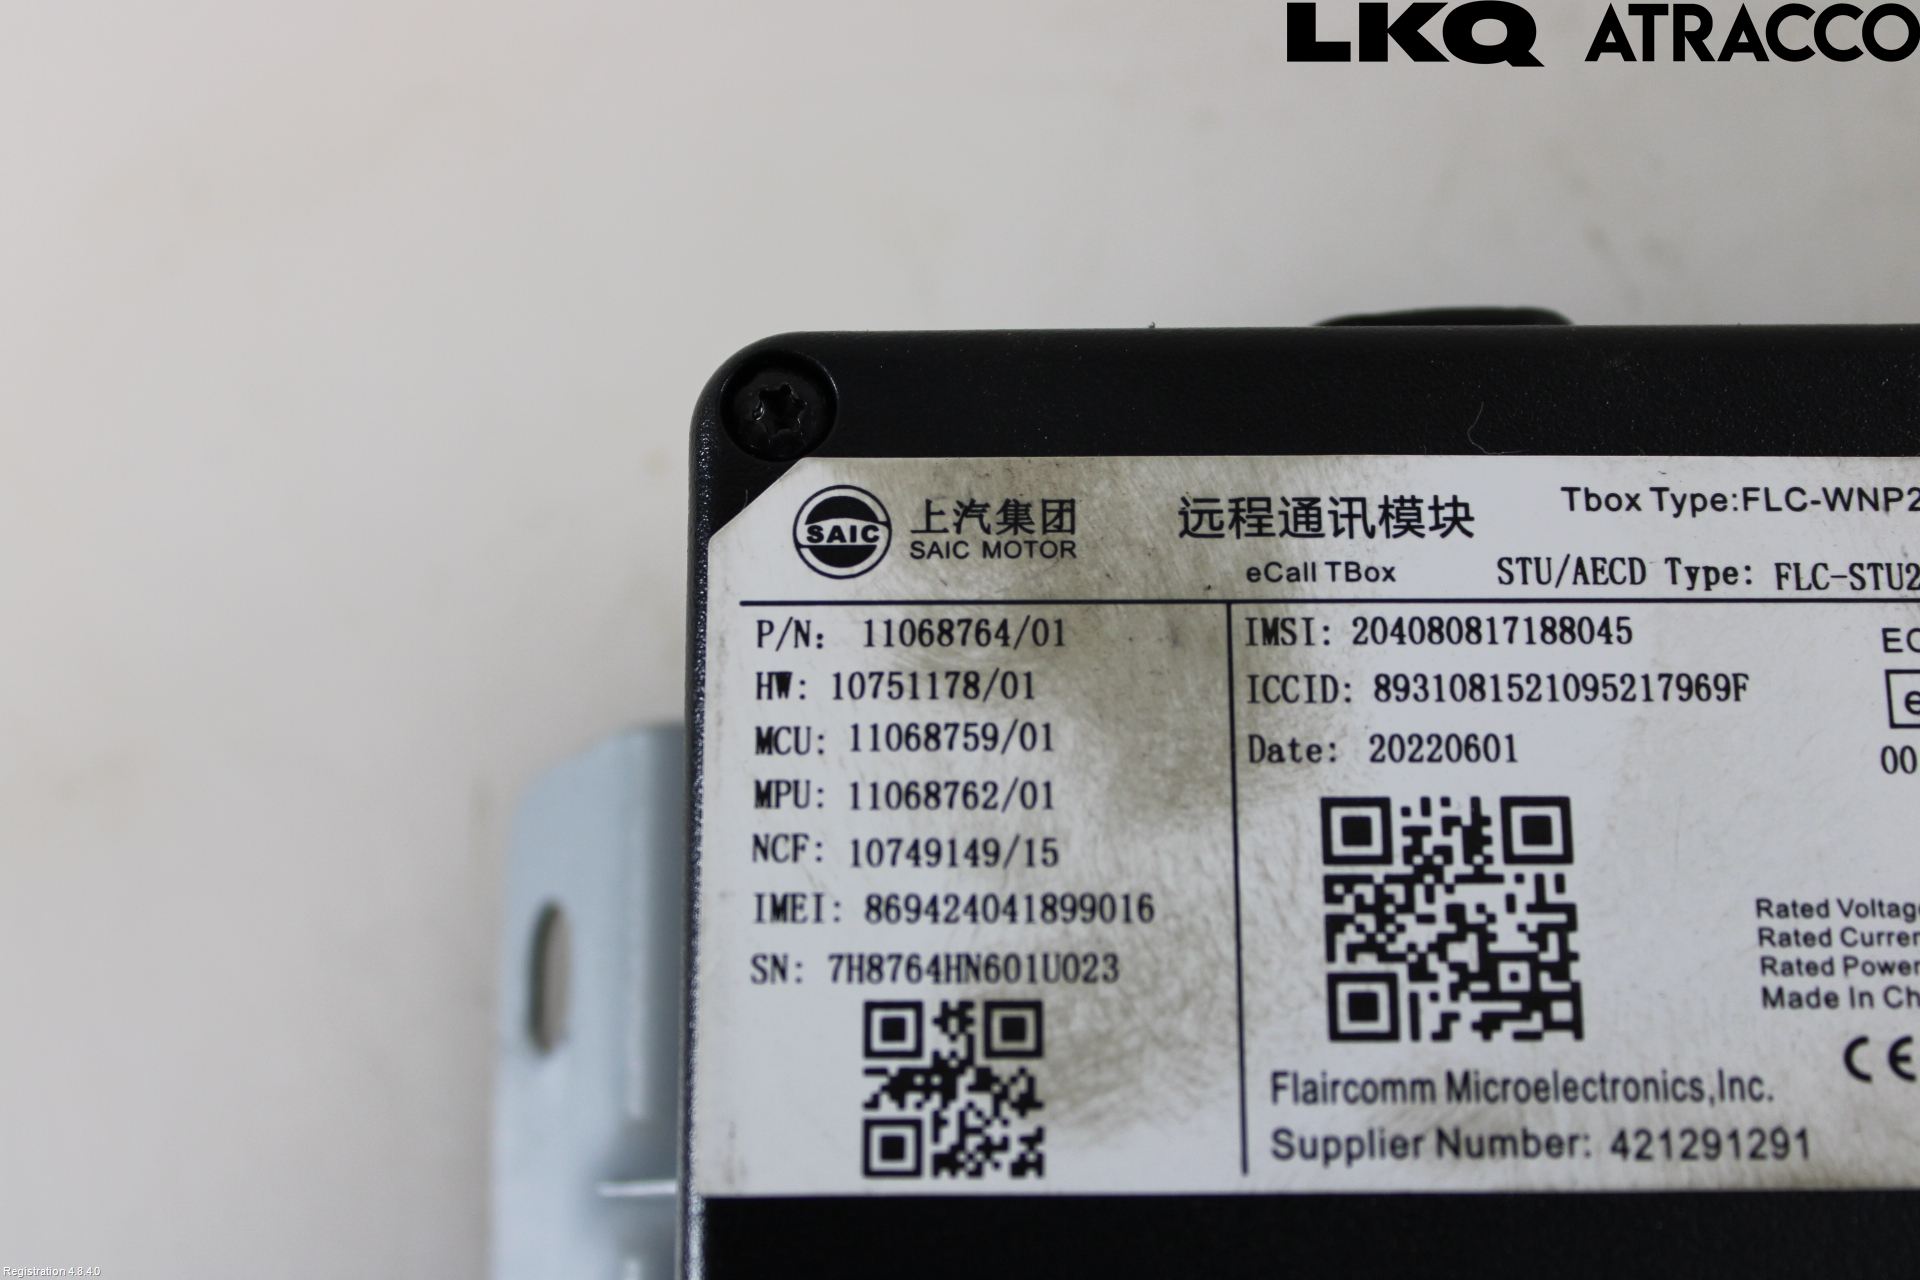 LKQ ATRACCO
SAIC 上汽集团
SAIC MOTOR
远程通讯模块
eCall TBox
Tbox Type:FLC-WNP2
STU/AECD Type: FLC-STU2
P/N: 11068764/01
HW: 10751178/01
MCU: 11068759/01
MPU: 11068762/01
NCF: 10749149/15
IMEI: 869424041899016
SN: 7H8764HN601U023
IMSI: 204080817188045
ICCID: 8931081521095217969F
Date: 20220601
EC
e
00
Rated Voltage
Rated Curren
Rated Power
Made In Ch
CE
Flaircomm Microelectronics,Inc.
Supplier Number: 421291291
Registration 4.8.4.0